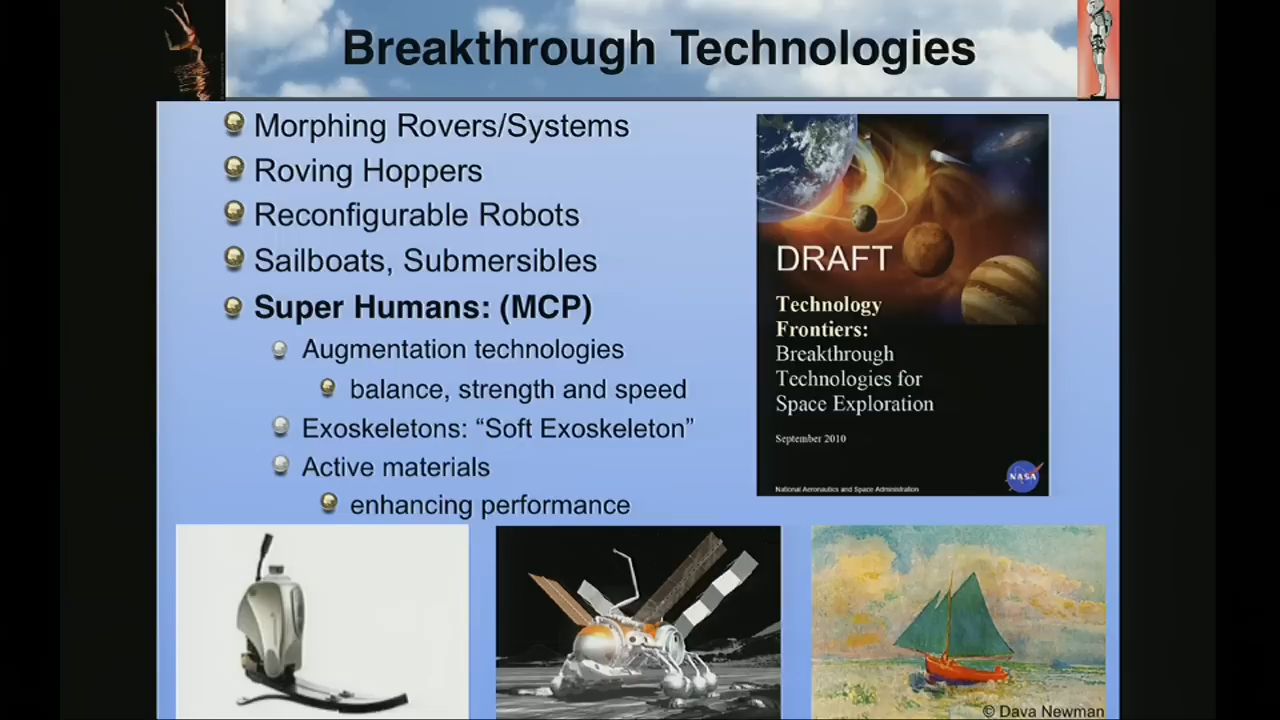 Breakthrough Technologies
Morphing Rovers/Systems
Roving Hoppers
Reconfigurable Robots
Sailboats, Submersibles
Super Humans: (MCP)
Augmentation technologies
balance, strength and speed
Exoskeletons: “Soft Exoskeleton”
Active materials
enhancing performance
DRAFT
Technology
Frontiers:
Breakthrough
Technologies for
Space Exploration
September 2010
NASA
National Aeronautics and Space Administration
© Dava Newman